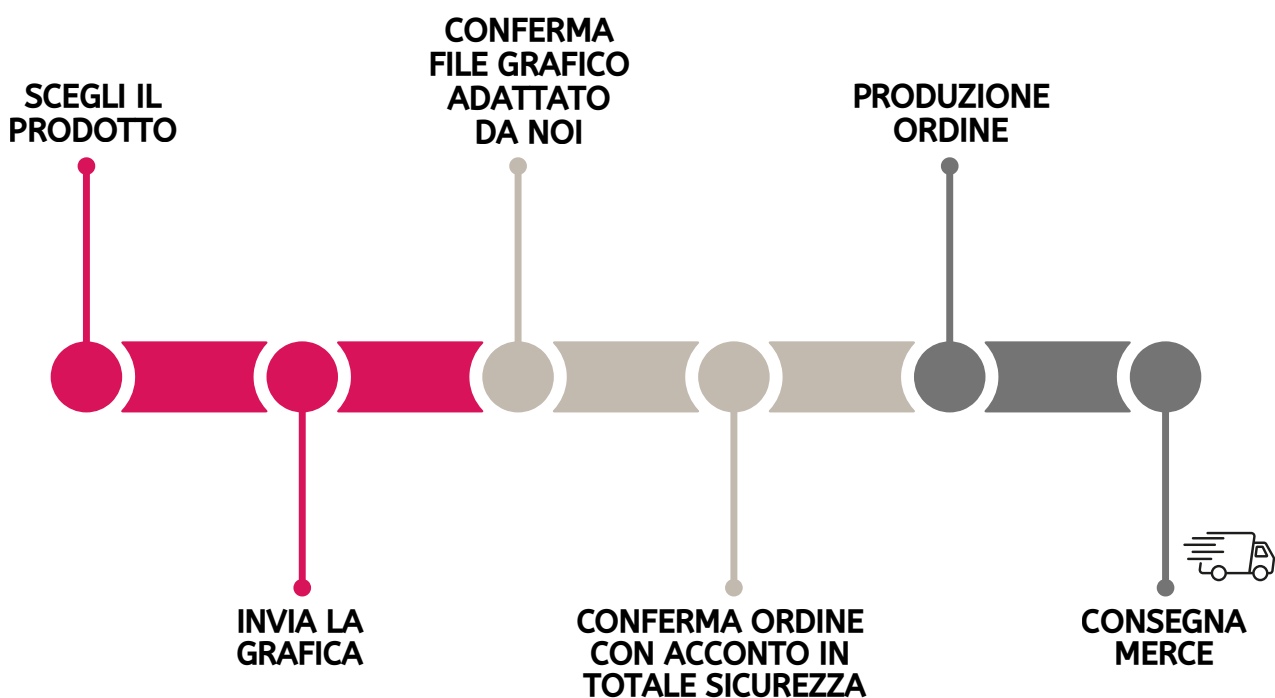 SCEGLI IL
PRODOTTO
INVIA LA
GRAFICA
CONFERMA
FILE GRAFICO
ADATTATO
DA NOI
CONFERMA ORDINE
CON ACCONTO IN
TOTALE SICUREZZA
PRODUZIONE
ORDINE
CONSEGNA
MERCE